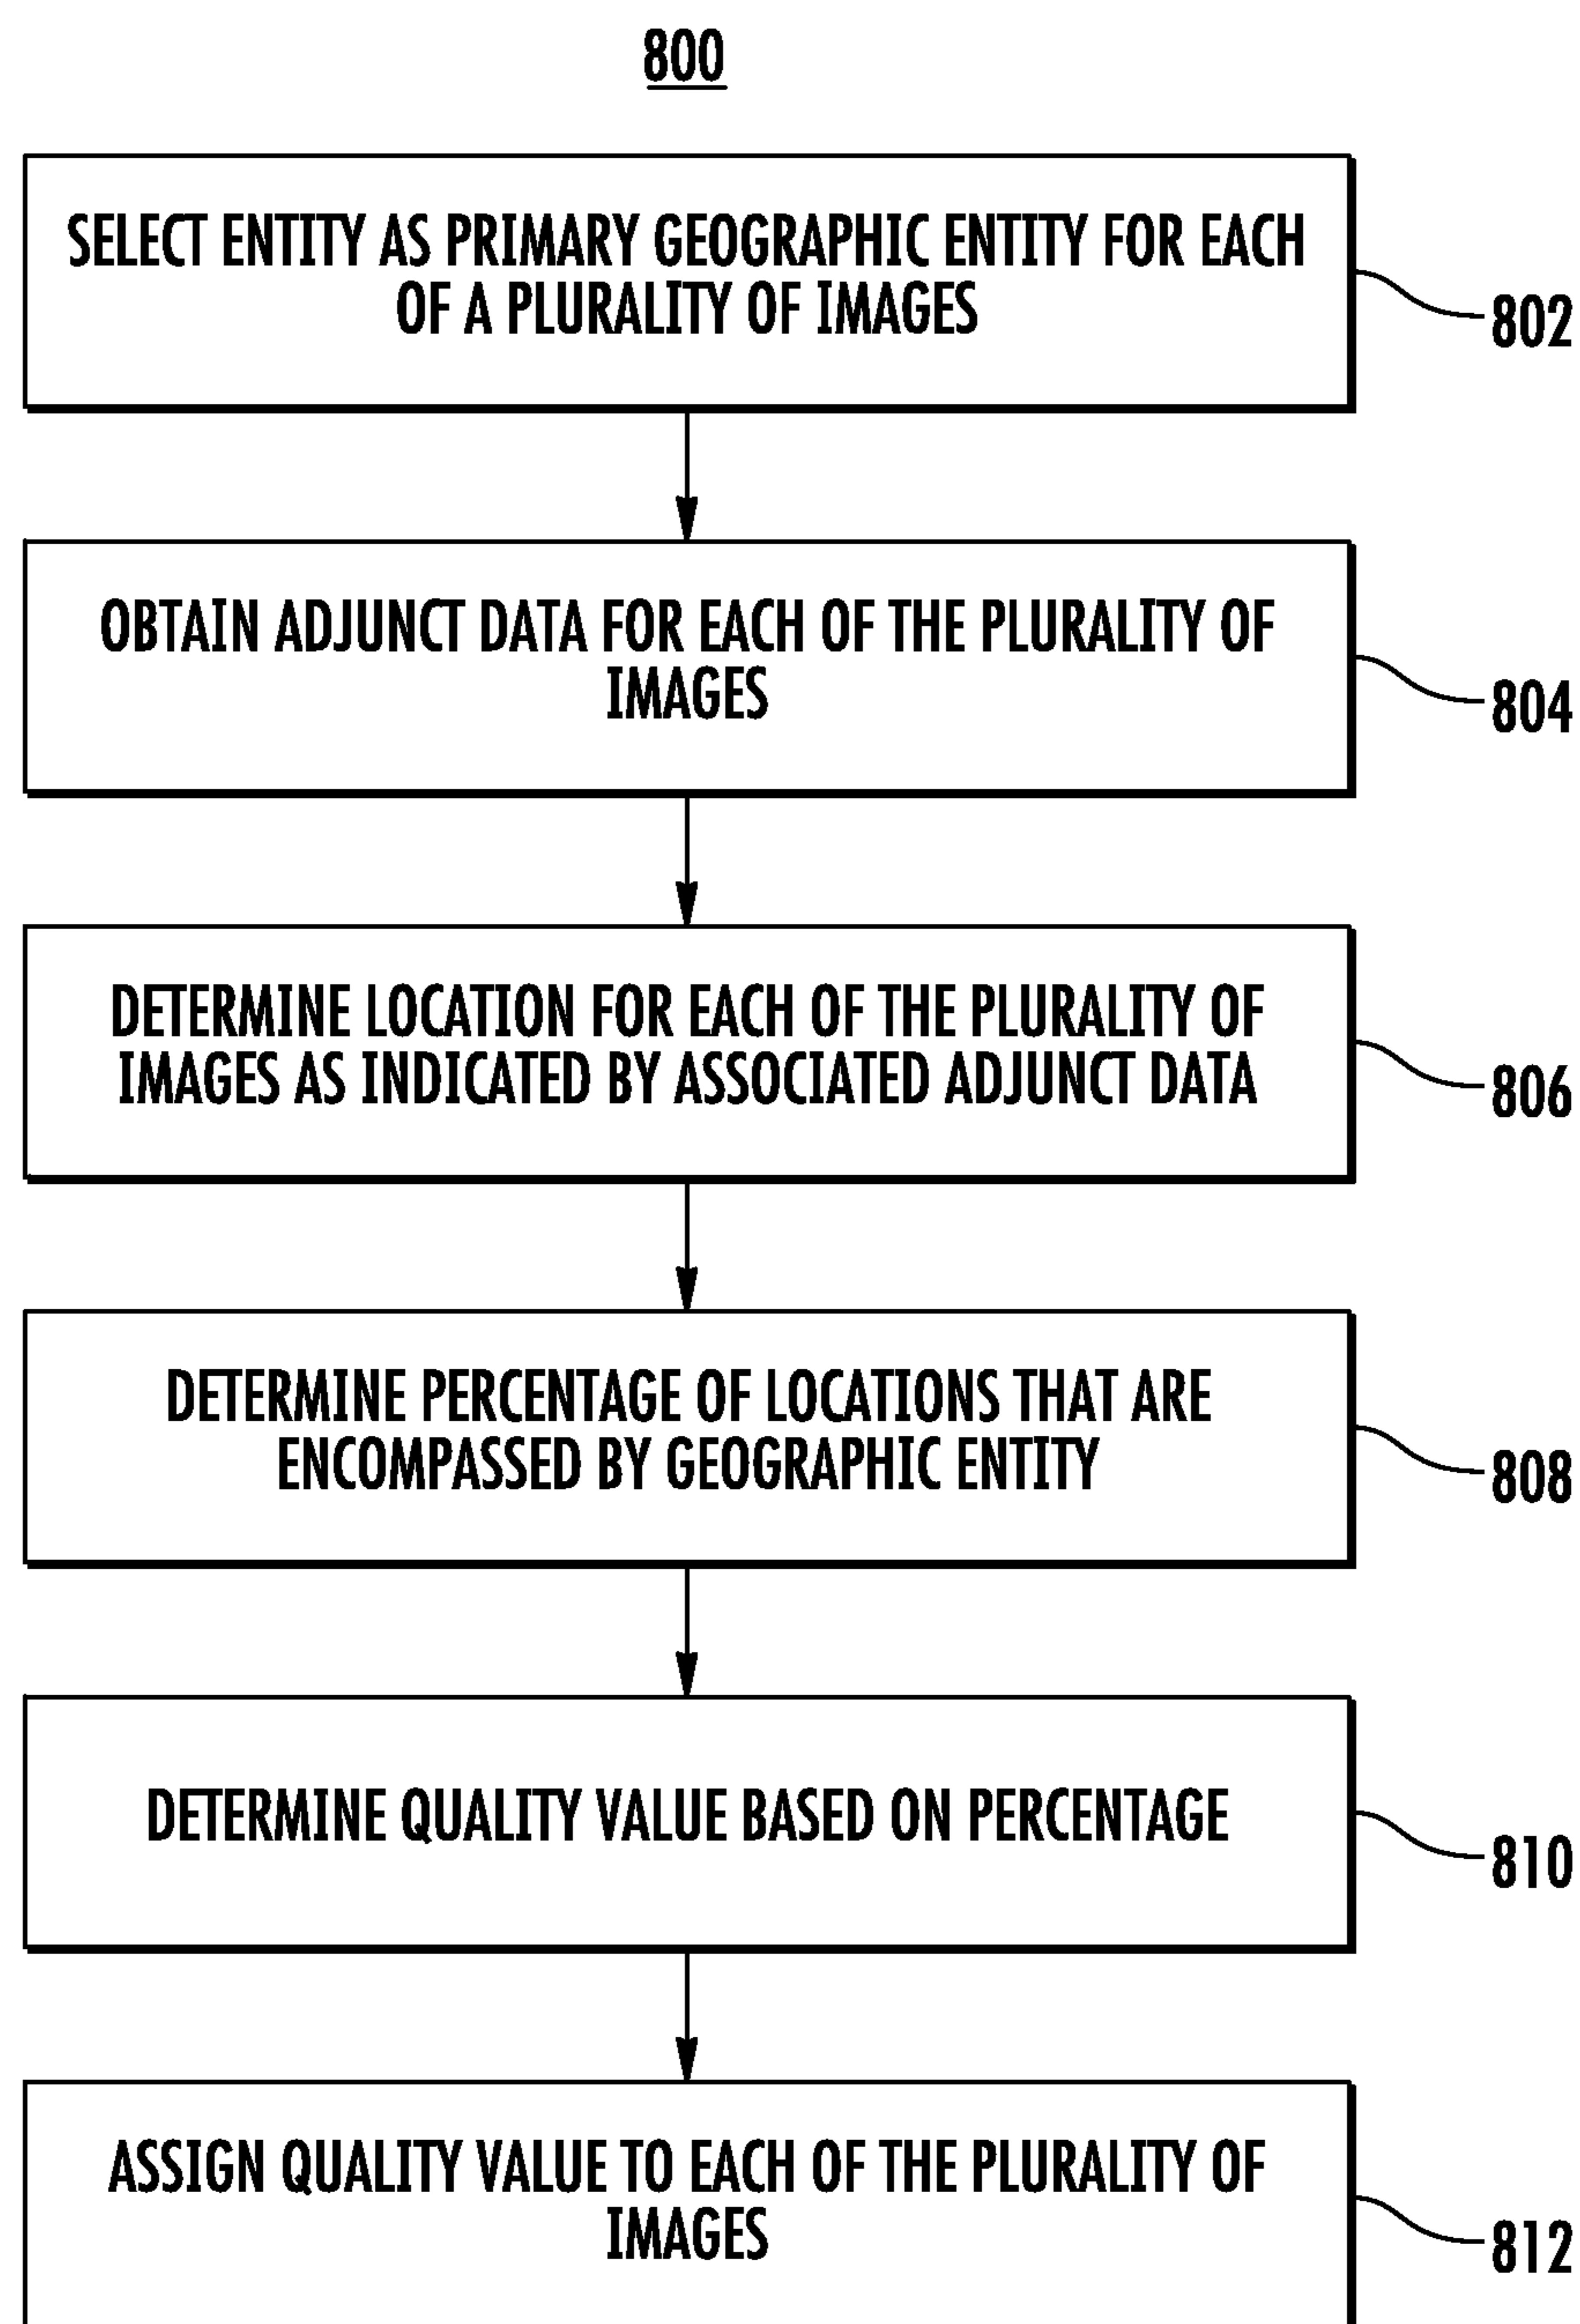 800
SELECT ENTITY AS PRIMARY GEOGRAPHIC ENTITY FOR EACH
OF A PLURALITY OF IMAGES
802
OBTAIN ADJUNCT DATA FOR EACH OF THE PLURALITY OF
IMAGES
804
DETERMINE LOCATION FOR EACH OF THE PLURALITY OF
IMAGES AS INDICATED BY ASSOCIATED ADJUNCT DATA
806
DETERMINE PERCENTAGE OF LOCATIONS THAT ARE
ENCOMPASSED BY GEOGRAPHIC ENTITY
808
DETERMINE QUALITY VALUE BASED ON PERCENTAGE
810
ASSIGN QUALITY VALUE TO EACH OF THE PLURALITY OF
IMAGES
812